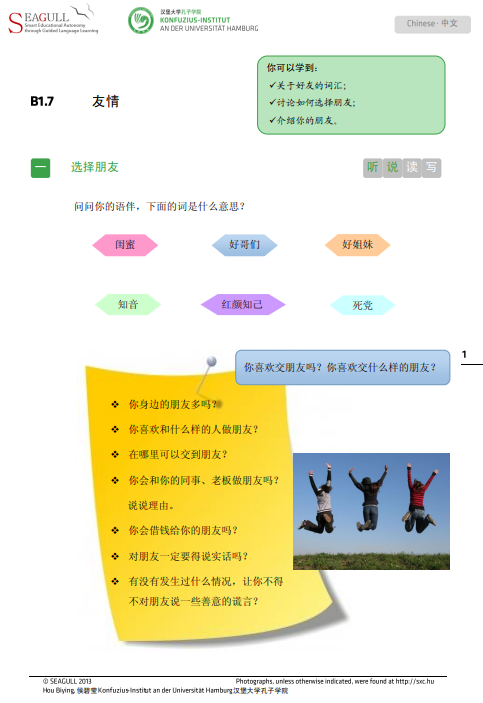 SEAGULL
Smart Educational Autonomy
through Guided Language Learning
汉堡大学孔子学院
KONFUZIUS-INSTITUT
AN DER UNIVERSITÄT HAMBURG
Chinese · 中文
你可以学到：
✓关于好友的词汇；
✓讨论如何选择朋友；
✓介绍你的朋友。
B1.7 友情
一 选择朋友 听 说 读 写
问问你的语伴，下面的词是什么意思？
闺蜜 好哥们 好姐妹
知音 红颜知己 死党
1
你喜欢交朋友吗？你喜欢交什么样的朋友？
❖ 你身边的朋友多吗？
❖ 你喜欢和什么样的人做朋友？
❖ 在哪里可以交到朋友？
❖ 你会和你的同事、老板做朋友吗？
说说理由。
❖ 你会借钱给你的朋友吗？
❖ 对朋友一定要得说实话吗？
❖ 有没有发生过什么情况，让你不得
不对朋友说一些善意的谎言？
© SEAGULL 2013 Photographs, unless otherwise indicated, were found at http://sxc.hu
Hou Biying, 侯碧莹 Konfuzius-Institut an der Universität Hamburg 汉堡大学孔子学院